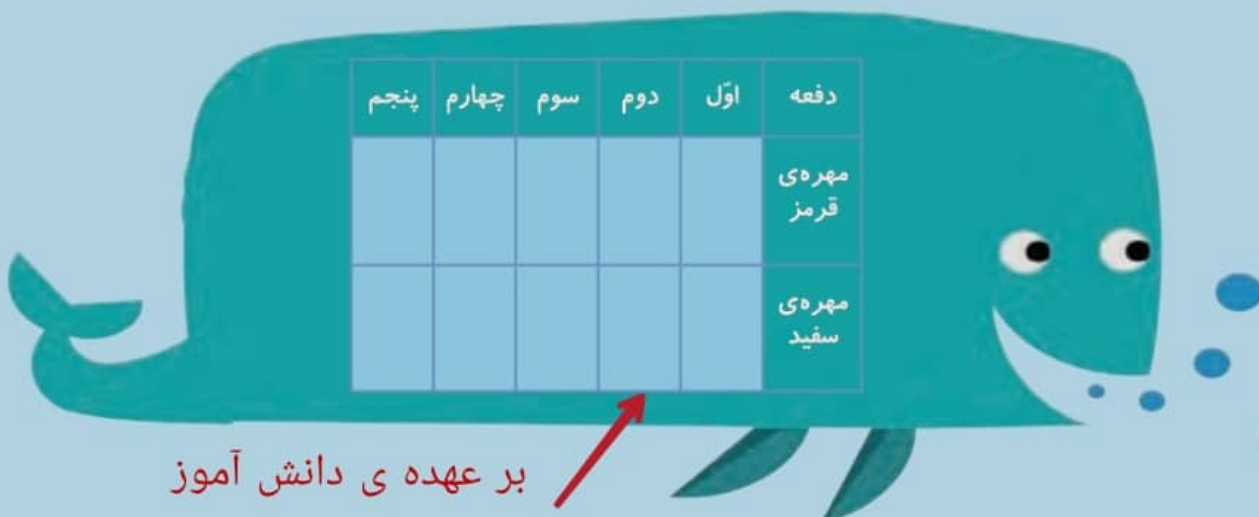 دفعه اوّل دوم سوم چهارم پنجم
مهره‌ی
قرمز
مهره‌ی
سفید
بر عهده ی دانش آموز